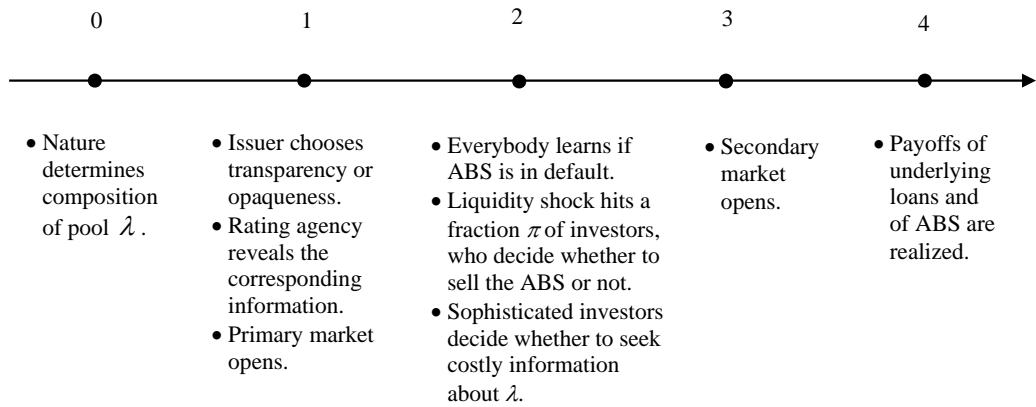 0
1
2
3
4
• Nature
determines
composition
of pool λ .
• Issuer chooses
transparency or
opaqueness.
• Rating agency
reveals the
corresponding
information.
• Primary market
opens.
• Everybody learns if
ABS is in default.
• Liquidity shock hits a
fraction π of investors,
who decide whether to
sell the ABS or not.
• Sophisticated investors
decide whether to seek
costly information
about λ.
• Secondary
market
opens.
• Payoffs of
underlying
loans and
of ABS are
realized.